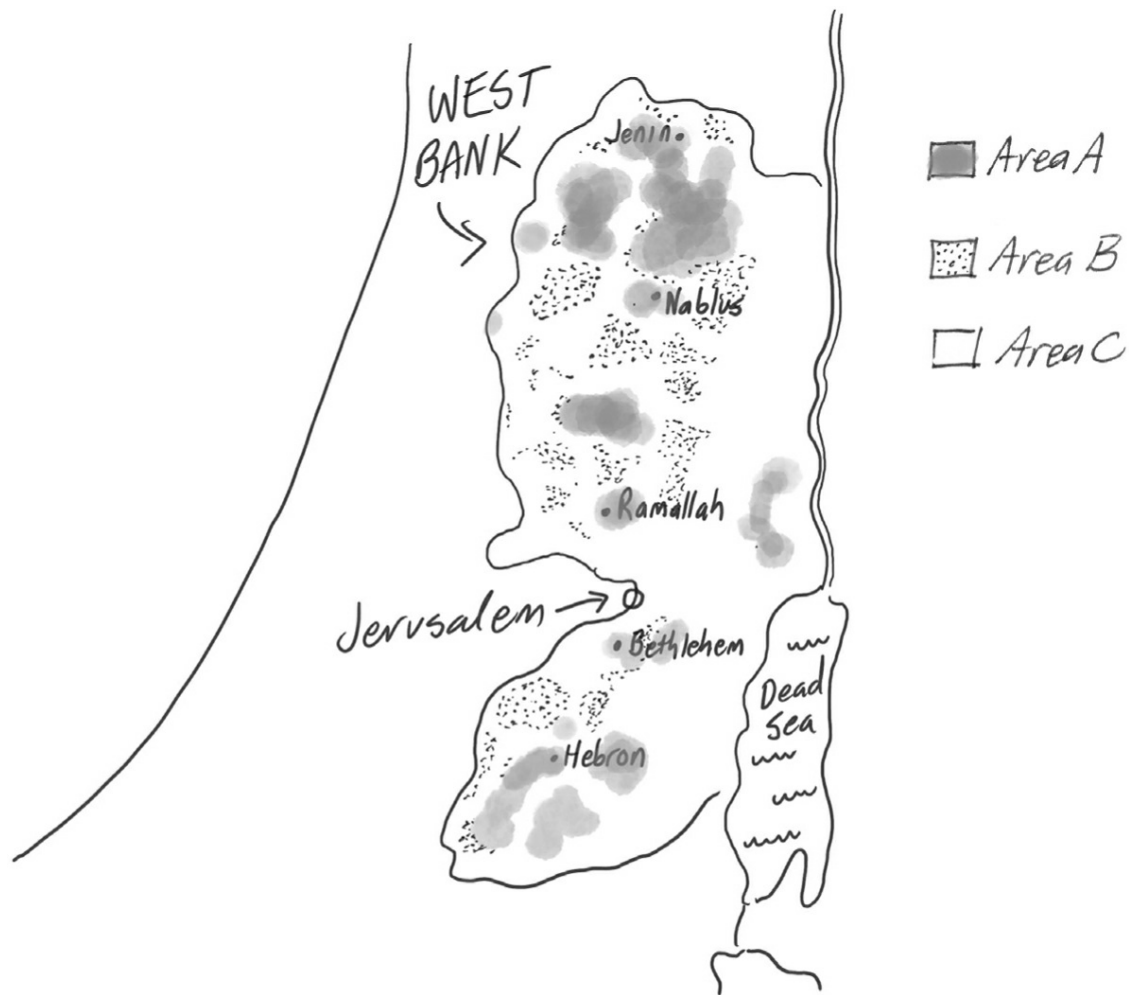 WEST
BANK
Jenin
Area A
Area B
Nablus
Area C
Ramallah
Jerusalem
Bethlehem
Dead
Sea
Hebron